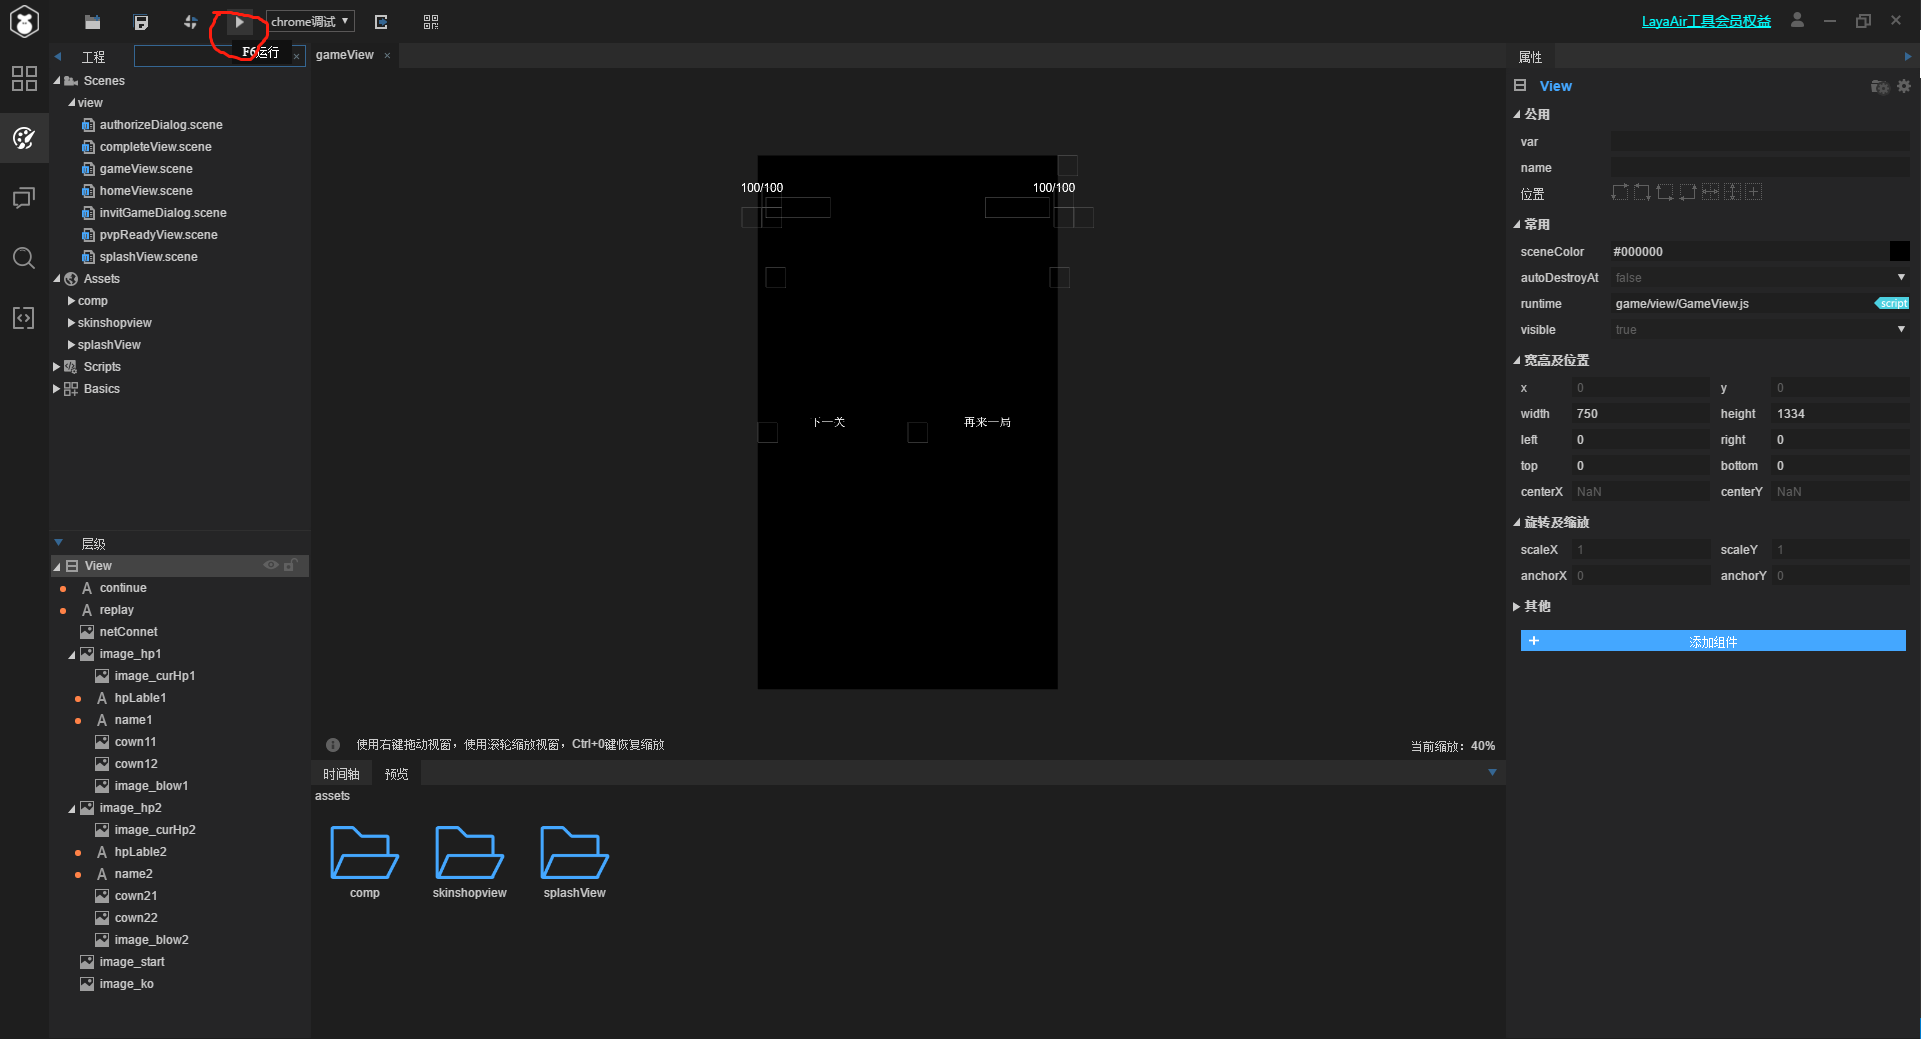 chrome调试
LayaAir工具会员权益
F6运行
工程
gameView
属性
Scenes
view
authorizeDialog.scene
completeView.scene
gameView.scene
homeView.scene
invitGameDialog.scene
pvpReadyView.scene
splashView.scene
Assets
comp
skinshopview
splashView
Scripts
Basics
层级
View
continue
replay
netConnet
image_hp1
image_curHp1
hpLable1
name1
cown11
cown12
image_blow1
image_hp2
image_curHp2
hpLable2
name2
cown21
cown22
image_blow2
image_start
image_ko
100/100 100/100
下一关 再来一局
使用右键拖动视窗，使用滚轮缩放视窗，Ctrl+0键恢复缩放
当前缩放：40%
时间轴 预览
assets
comp skinshopview splashView
View
公用
var
name
位置
常用
sceneColor #000000
autoDestroyAt false
runtime game/view/GameView.js script
visible true
宽高及位置
x 0 y 0
width 750 height 1334
left 0 right 0
top 0 bottom 0
centerX NaN centerY NaN
旋转及缩放
scaleX 1 scaleY 1
anchorX 0 anchorY 0
其他
添加组件